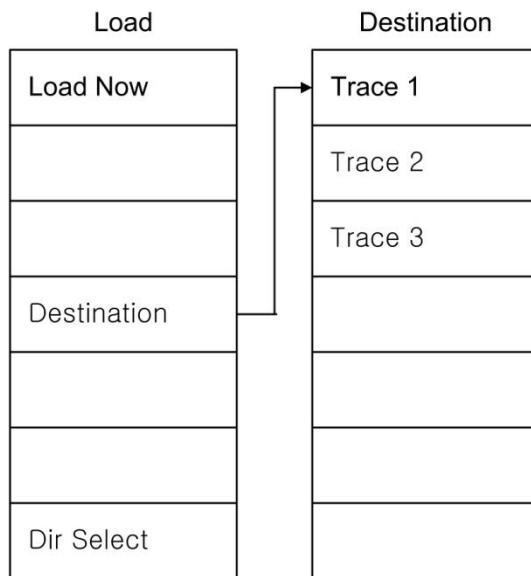 Load
Load Now
Destination
Dir Select
Destination
Trace 1
Trace 2
Trace 3